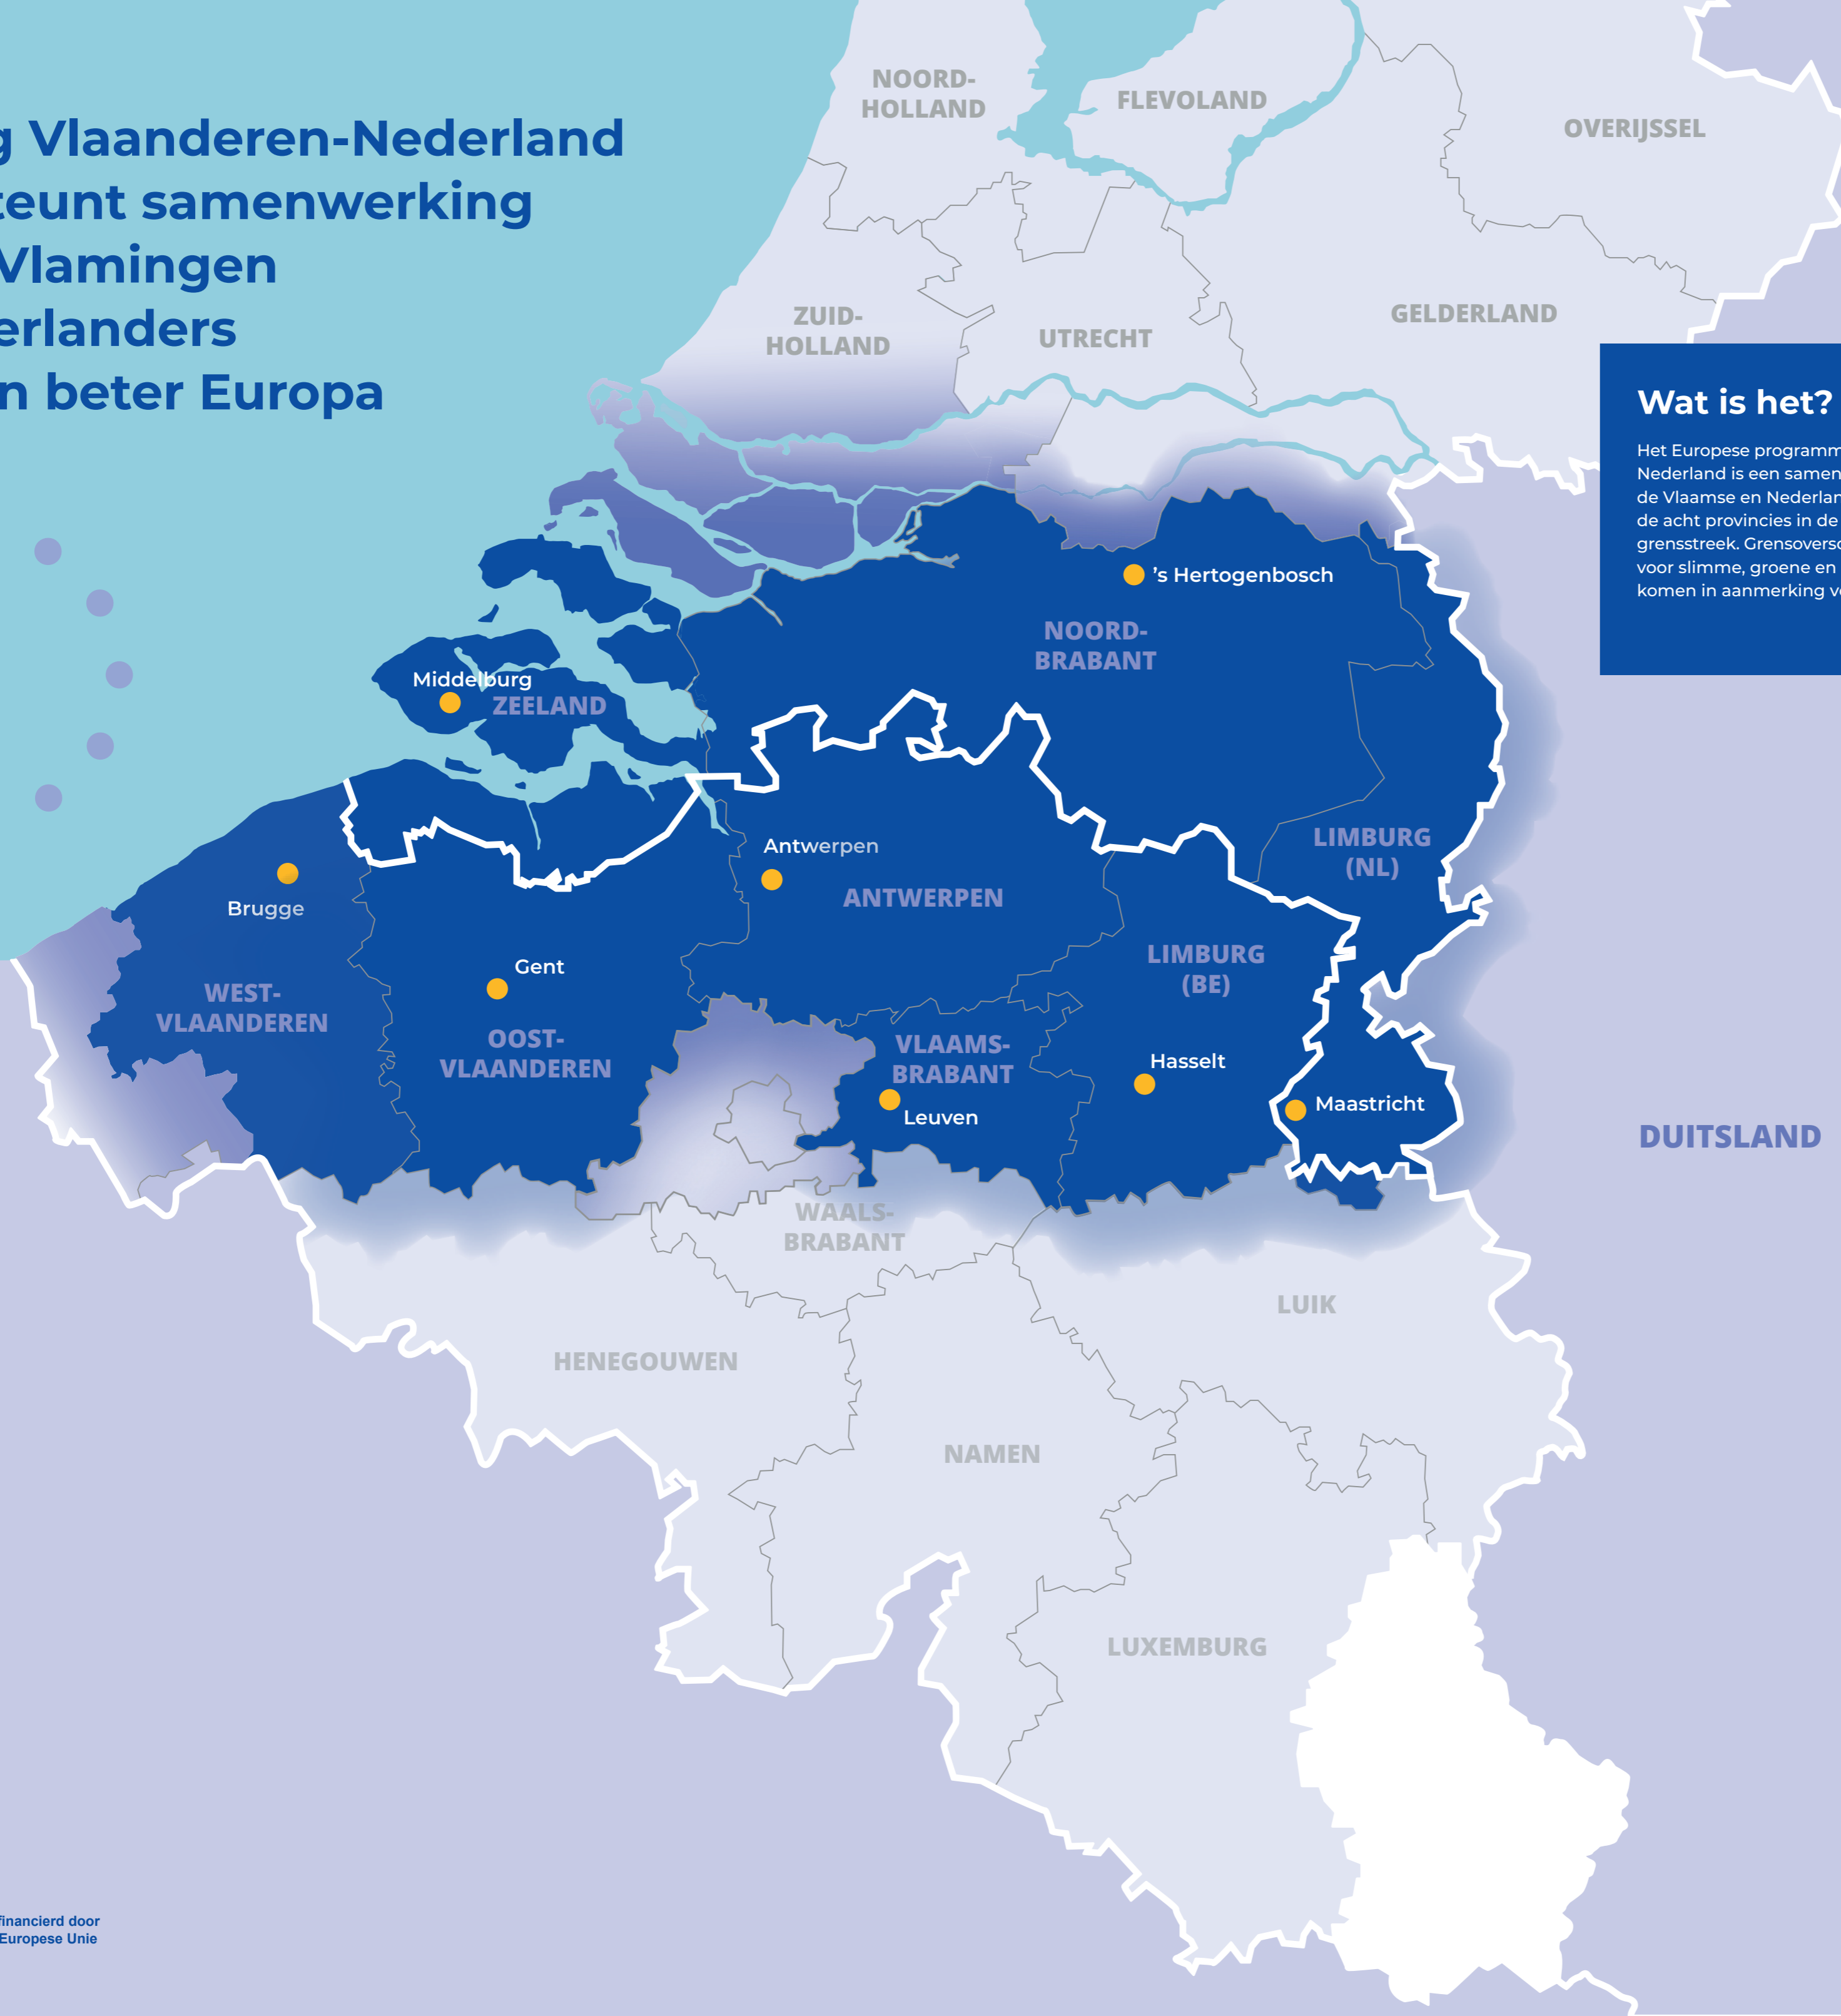 g Vlaanderen-Nederland
teunt samenwerking
Vlamingen
erlanders
n beter Europa
NOORD-
HOLLAND
FLEVOLAND
OVERIJSSEL
ZUID-
HOLLAND
UTRECHT
GELDERLAND
Wat is het?
Het Europese programm
Nederland is een samen
de Vlaamse en Nederlan
de acht provincies in de
grensstreek. Grensoversc
voor slimme, groene en
komen in aanmerking v
's Hertogenbosch
NOORD-
BRABANT
Middelburg
ZEELAND
Antwerpen
ANTWERPEN
LIMBURG
(NL)
Brugge
WEST-
VLAANDEREN
Gent
OOST-
VLAANDEREN
LIMBURG
(BE)
VLAAMS-
BRABANT
Leuven
Hasselt
Maastricht
DUITSLAND
WAALS-
BRABANT
LUIK
HENEGOUWEN
NAMEN
LUXEMBURG
financierd door
Europese Unie